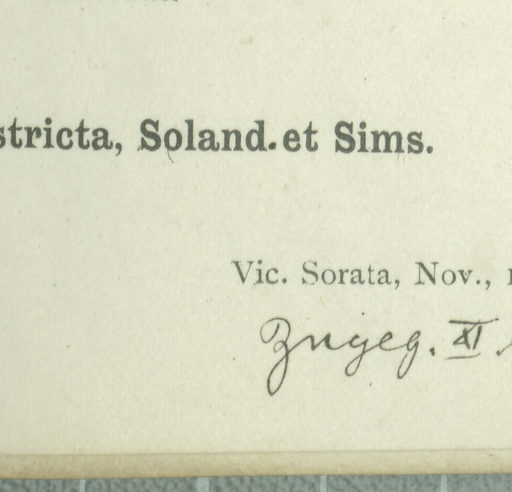 stricta, Soland. et Sims.
Vic. Sorata, Nov.,
Zugeg. XI